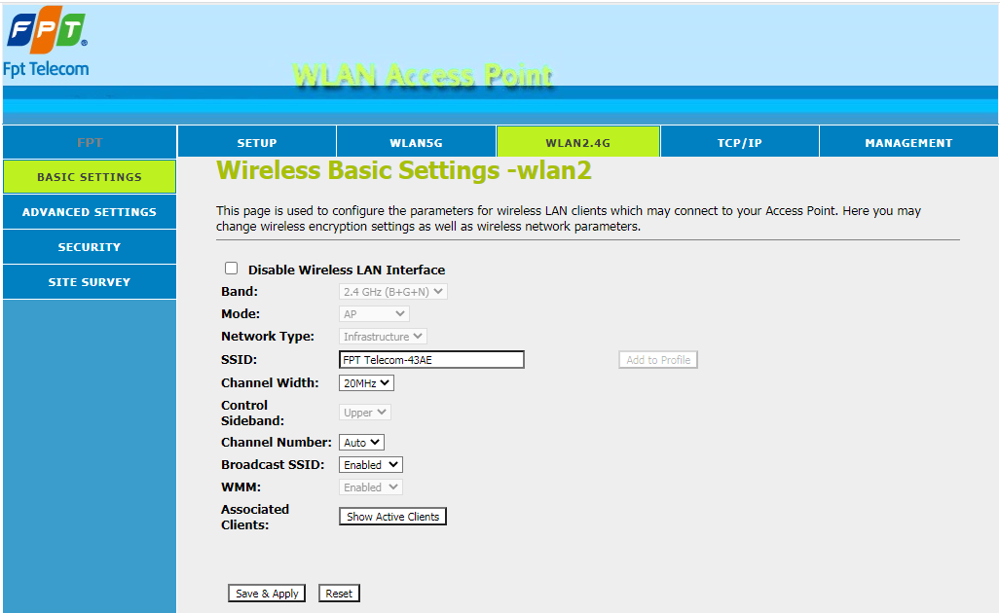 FPT®
Fpt Telecom
WLAN Access Point
FPT SETUP WLAN5G WLAN2.4G TCP/IP MANAGEMENT
BASIC SETTINGS
ADVANCED SETTINGS
SECURITY
SITE SURVEY
Wireless Basic Settings -wlan2
This page is used to configure the parameters for wireless LAN clients which may connect to your Access Point. Here you may
change wireless encryption settings as well as wireless network parameters.
Disable Wireless LAN Interface
Band: 2.4 GHz (B+G+N)
Mode: AP
Network Type: Infrastructure
SSID: FPT Telecom-43AE Add to Profile
Channel Width: 20MHz
Control
Sideband: Upper
Channel Number: Auto
Broadcast SSID: Enabled
WMM: Enabled
Associated
Clients: Show Active Clients
Save & Apply Reset